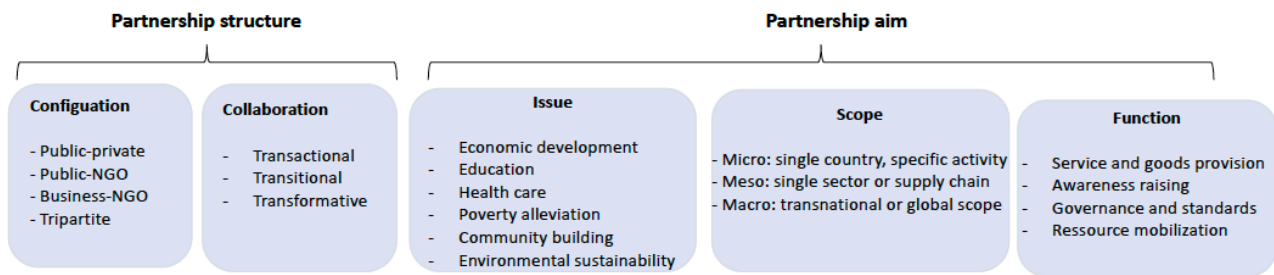 Partnership structure
Partnership aim
Configuation
- Public-private
- Public-NGO
- Business-NGO
- Tripartite
Collaboration
- Transactional
- Transitional
- Transformative
Issue
- Economic development
- Education
- Health care
- Poverty alleviation
- Community building
- Environmental sustainability
Scope
- Micro: single country, specific activity
- Meso: single sector or supply chain
- Macro: transnational or global scope
Function
- Service and goods provision
- Awareness raising
- Governance and standards
- Ressource mobilization